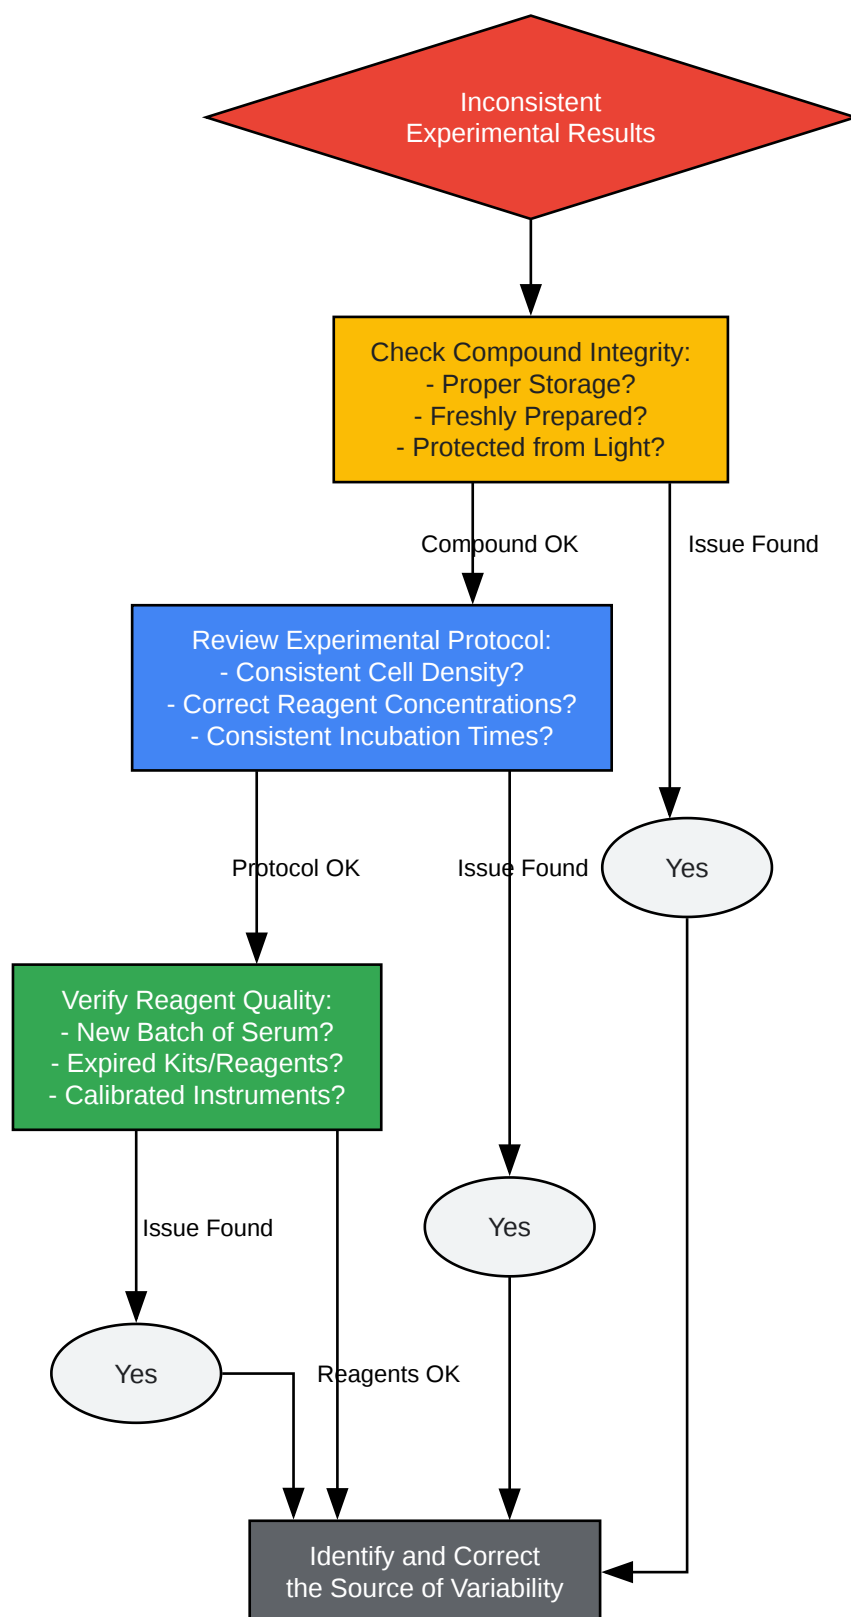 Inconsistent
Experimental Results
Check Compound Integrity:
- Proper Storage?
- Freshly Prepared?
- Protected from Light?
Compound OK
Issue Found
Review Experimental Protocol:
- Consistent Cell Density?
- Correct Reagent Concentrations?
- Consistent Incubation Times?
Protocol OK
Issue Found
Yes
Verify Reagent Quality:
- New Batch of Serum?
- Expired Kits/Reagents?
- Calibrated Instruments?
Issue Found
Yes
Yes
Reagents OK
Identify and Correct
the Source of Variability